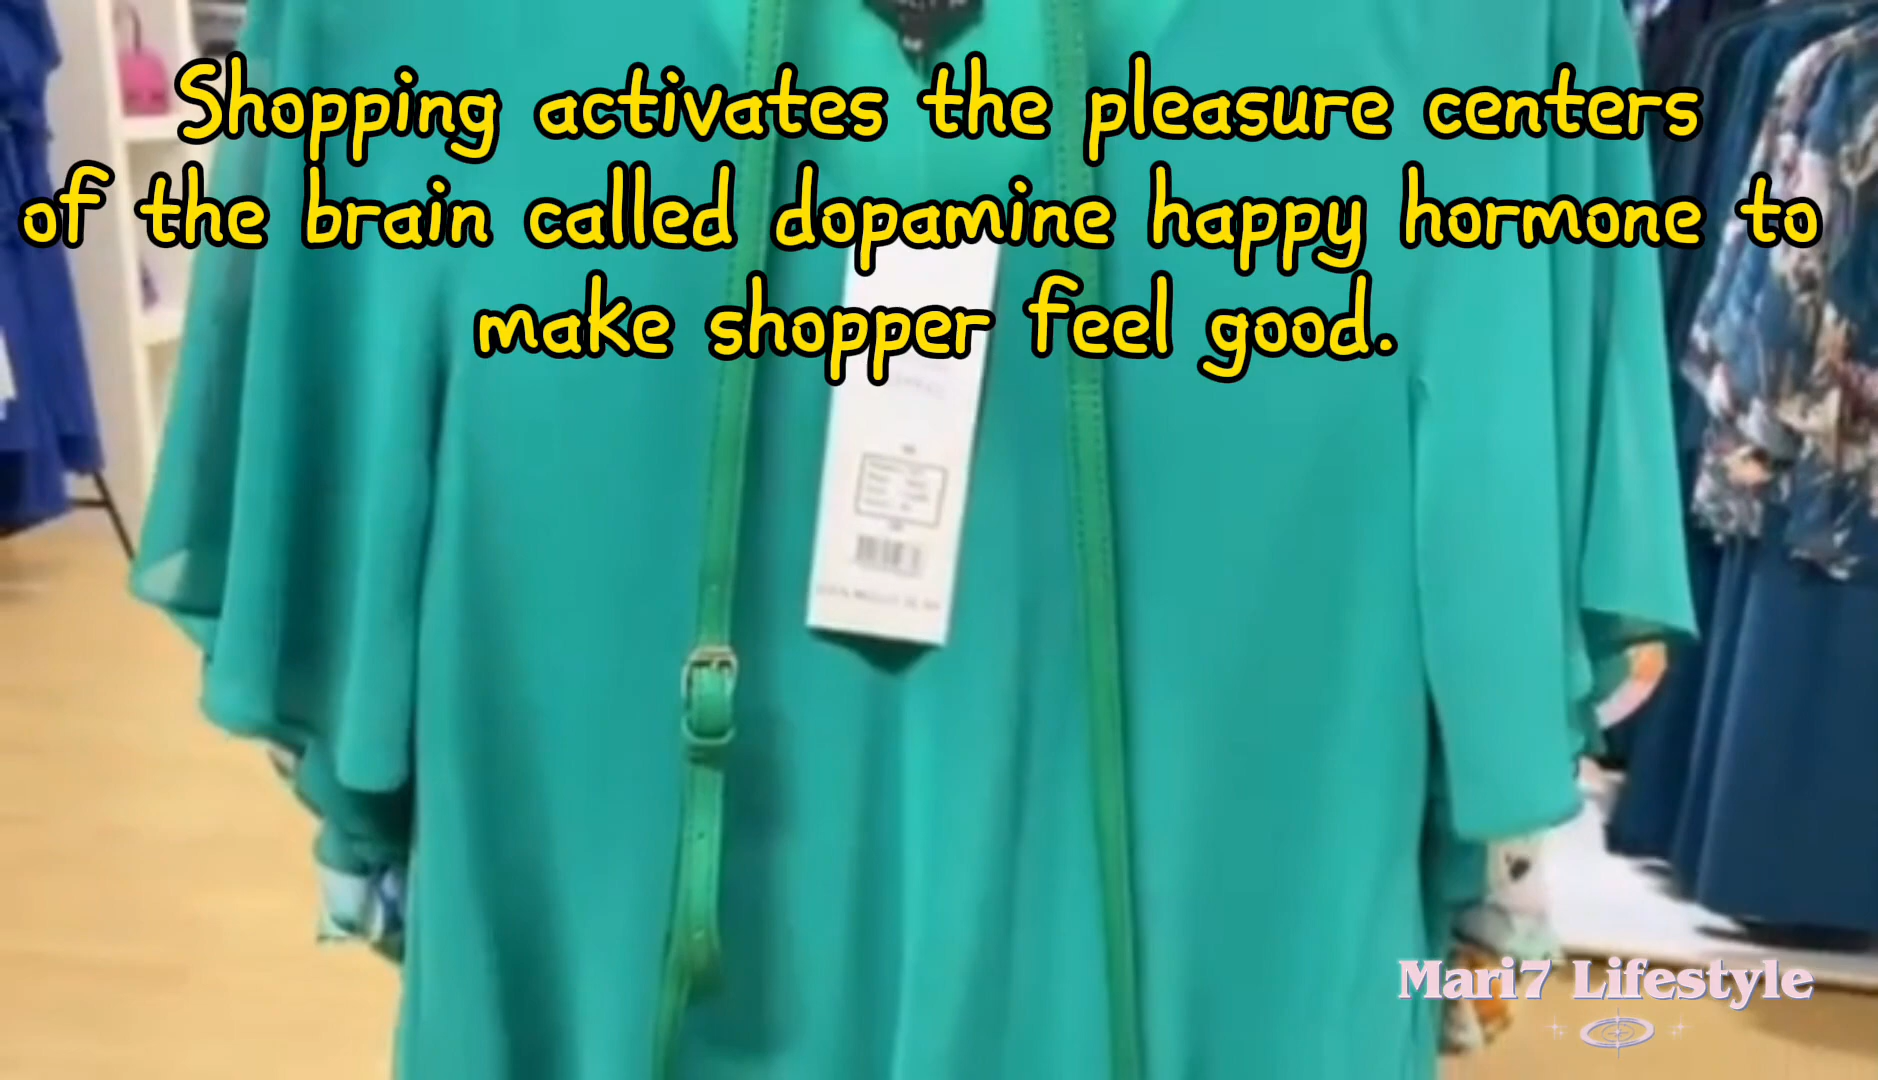 Shopping activates the pleasure centers
of the brain called dopamine happy hormone to
make shopper feel good.
Mari7 Lifestyle